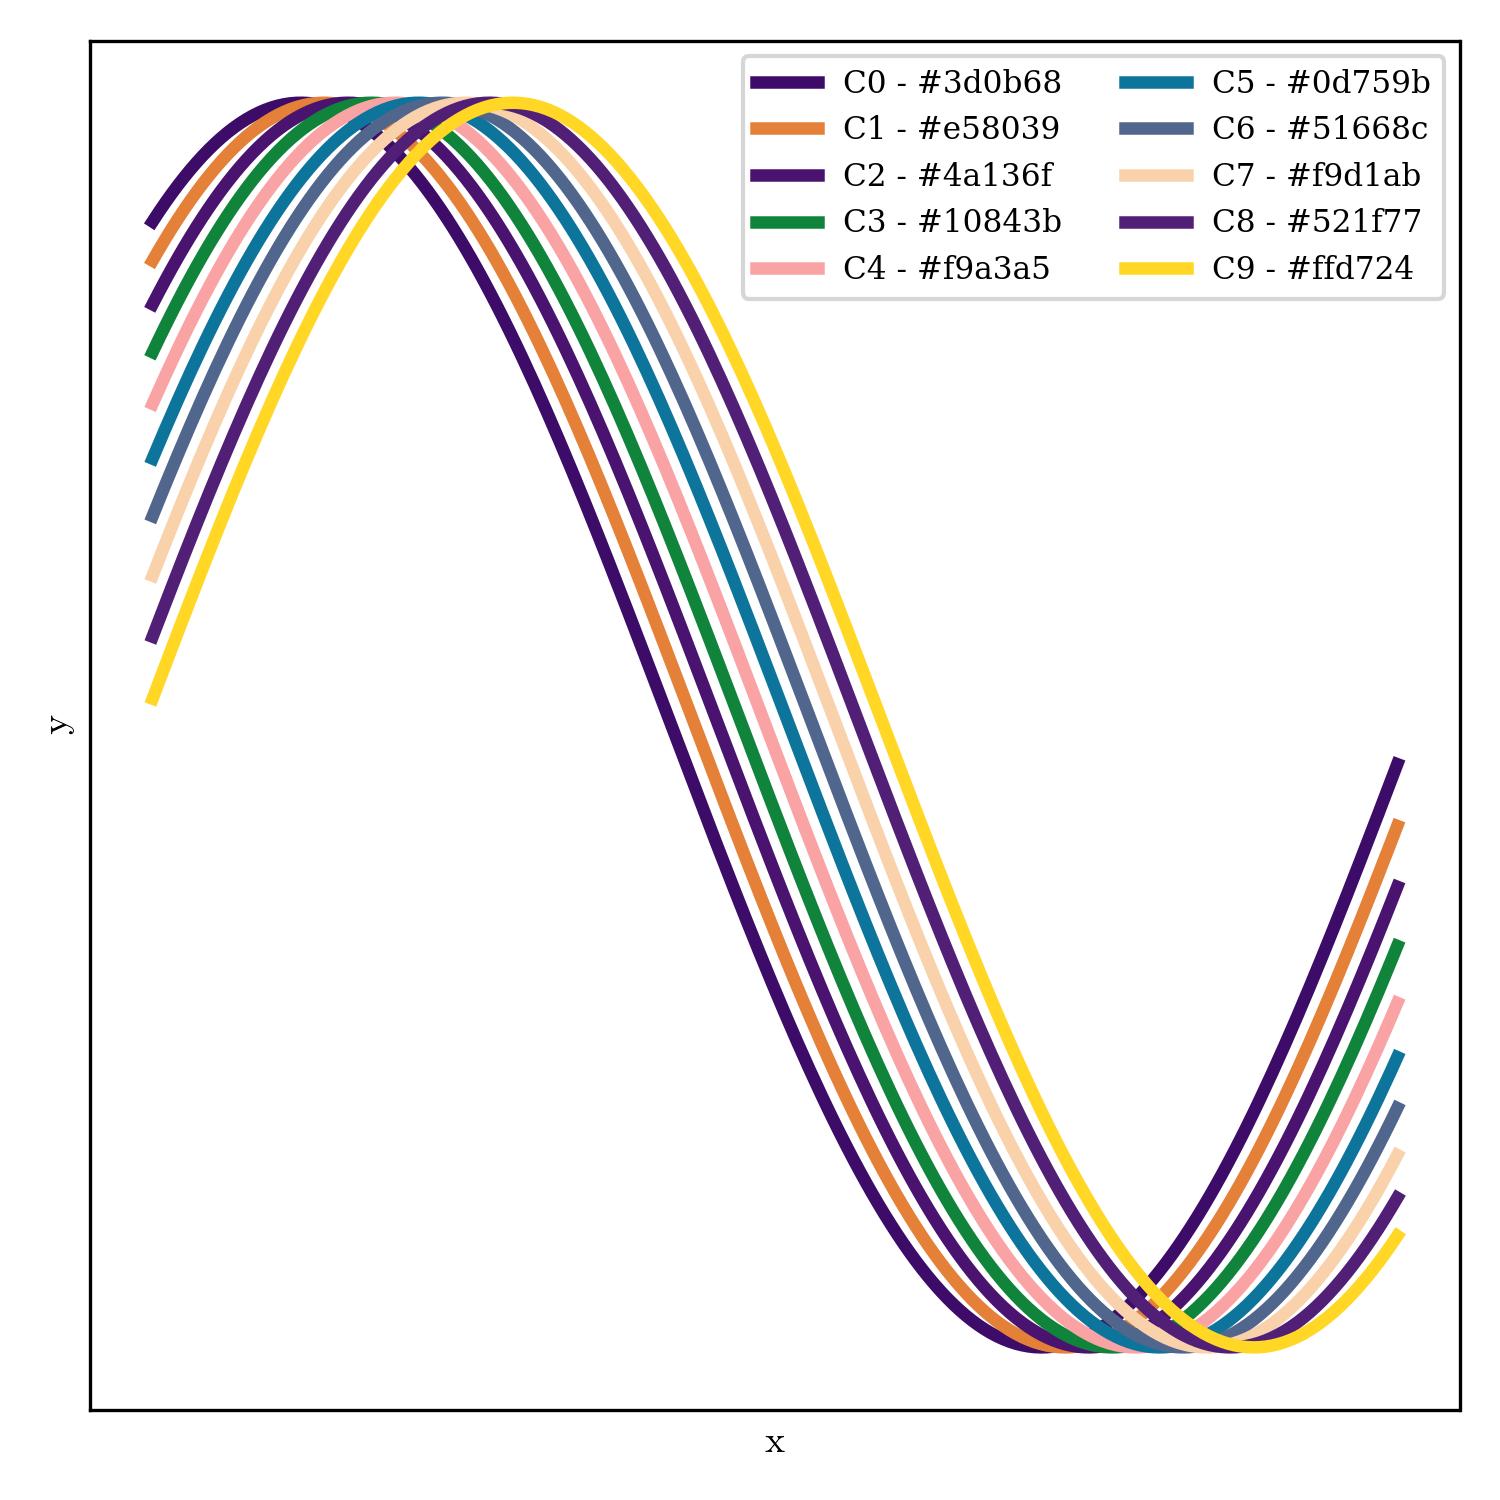 C0 - #3d0b68
C1 - #e58039
C2 - #4a136f
C3 - #10843b
C4 - #f9a3a5
C5 - #0d759b
C6 - #51668c
C7 - #f9d1ab
C8 - #521f77
C9 - #ffd724
y
x